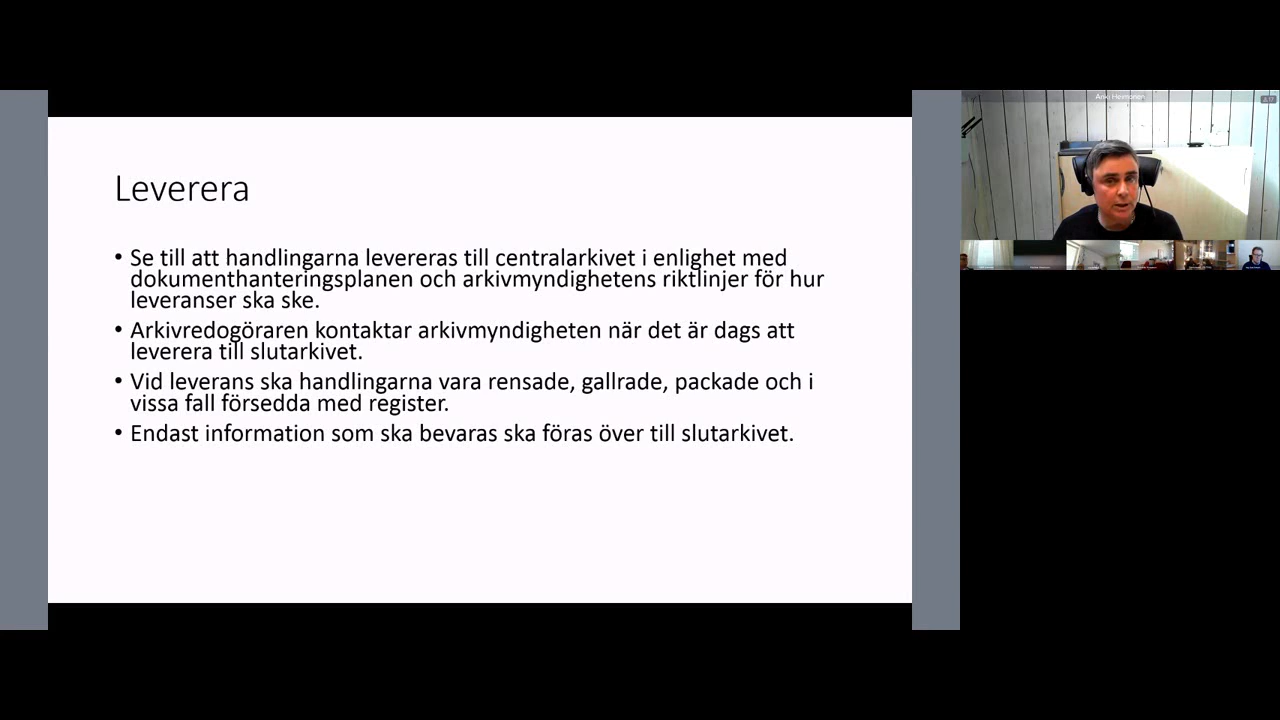 Leverera
• Se till att handlingarna levereras till centralarkivet i enlighet med
dokumenthanteringsplanen och arkivmyndighetens riktlinjer för hur
leveranser ska ske.
• Arkivredogöraren kontaktar arkivmyndigheten när det är dags att
leverera till slutarkivet.
• Vid leverans ska handlingarna vara rensade, gallrade, packade och i
vissa fall försedda med register.
• Endast information som ska bevaras ska föras över till slutarkivet.